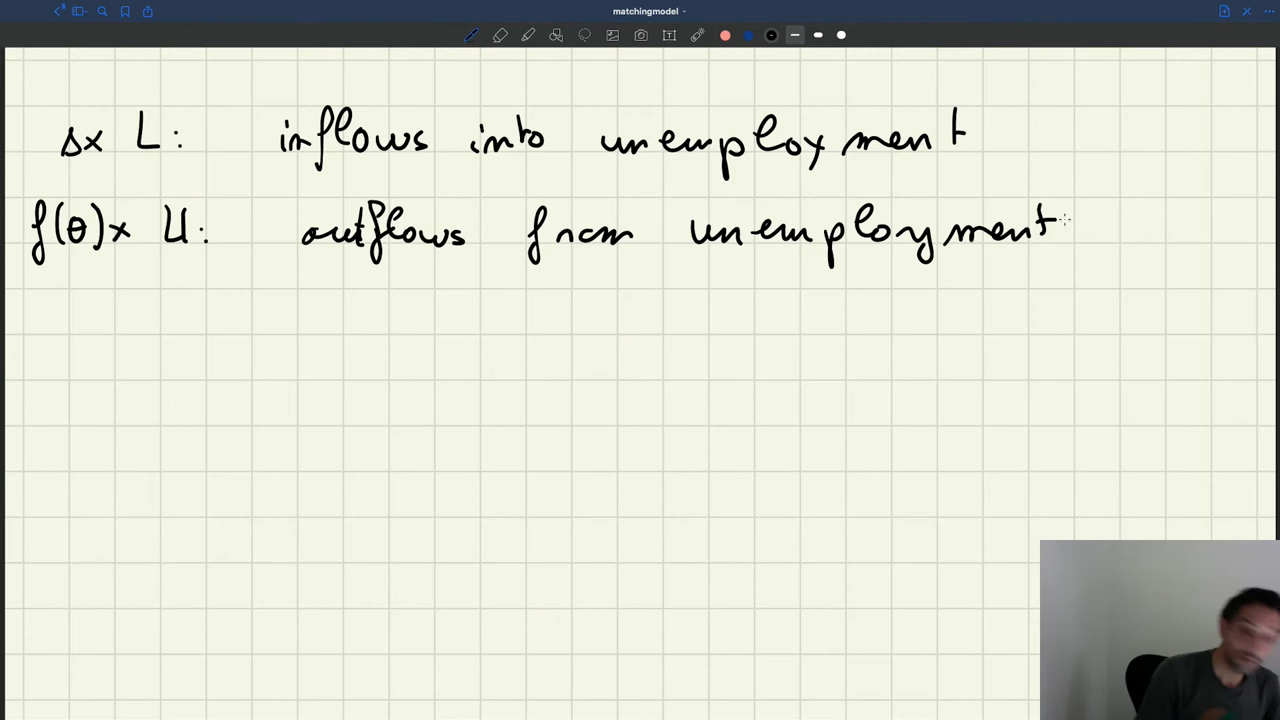 matchingmodel
s× L: inflows into unemployment
f(θ)× U: outflows from unemployment